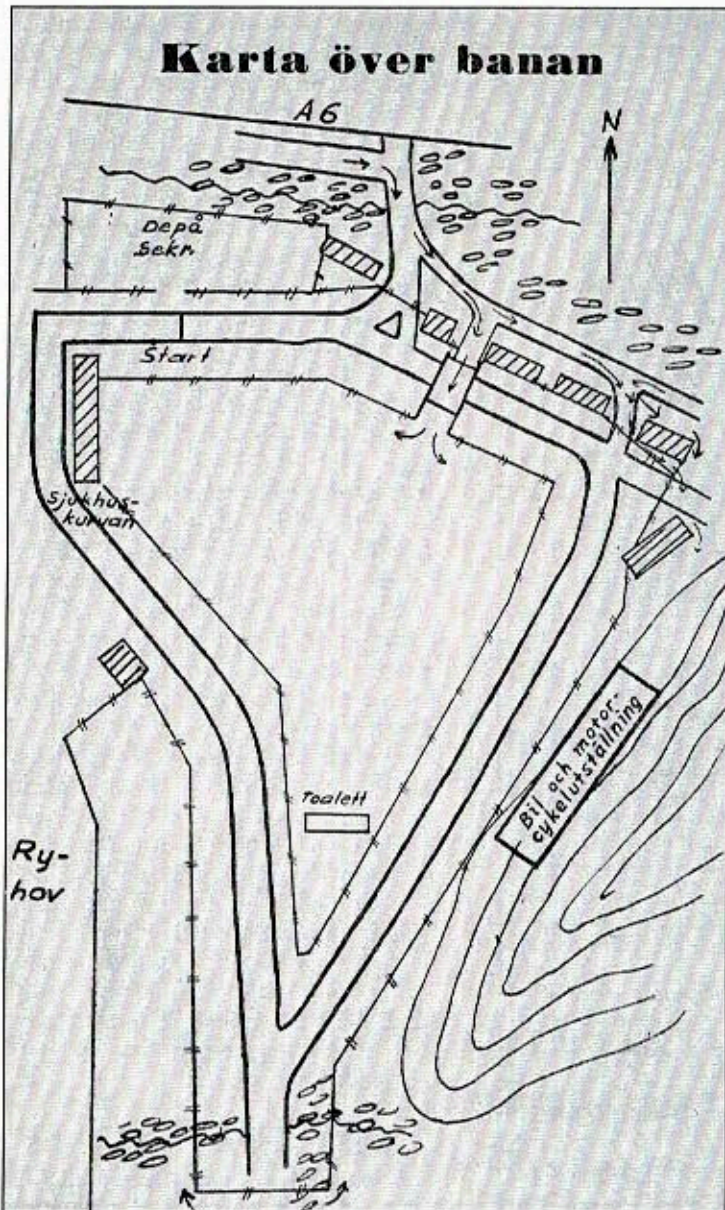 Karta över banan
A6
N
Depå
Sekr.
Start
Sjukhus-
kurvan
Bil och motor-
cykelutställning
Toalett
Ry-
hov